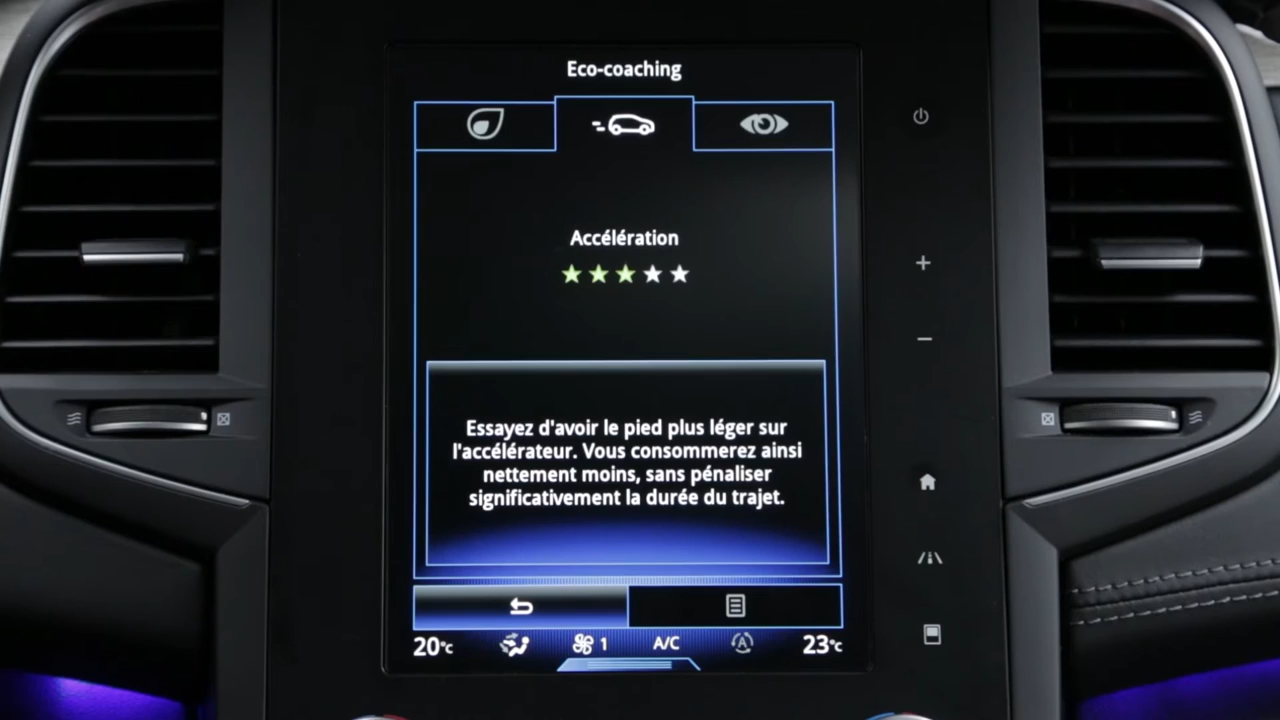 Eco-coaching
Accélération
Essayez d'avoir le pied plus léger sur
l'accélérateur. Vous consommerez ainsi
nettement moins, sans pénaliser
significativement la durée du trajet.
20°C 1 A/C A 23°C